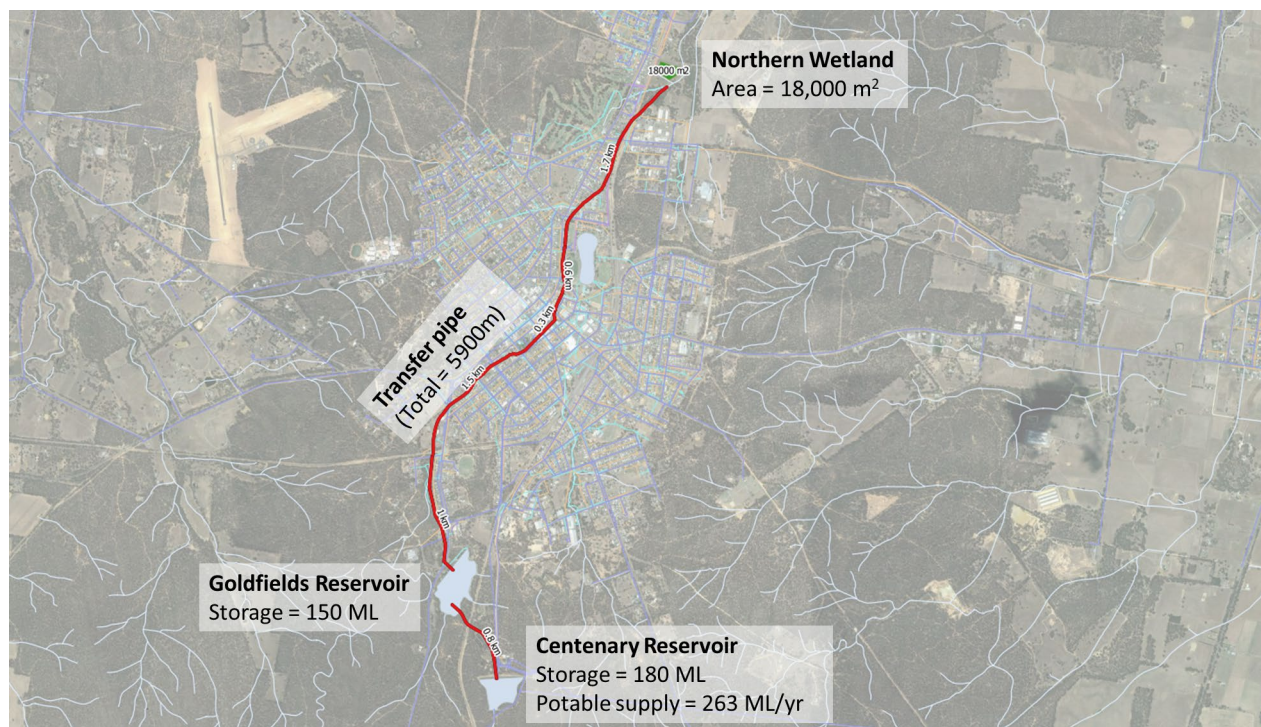 Northern Wetland
Area = 18,000 m²
18000 m2
1.7 km
0.6 km
0.3 km
Transfer pipe
(Total = 5900m)
1.5 km
1 km
Goldfields Reservoir
Storage = 150 ML
0.8 km
Centenary Reservoir
Storage = 180 ML
Potable supply = 263 ML/yr